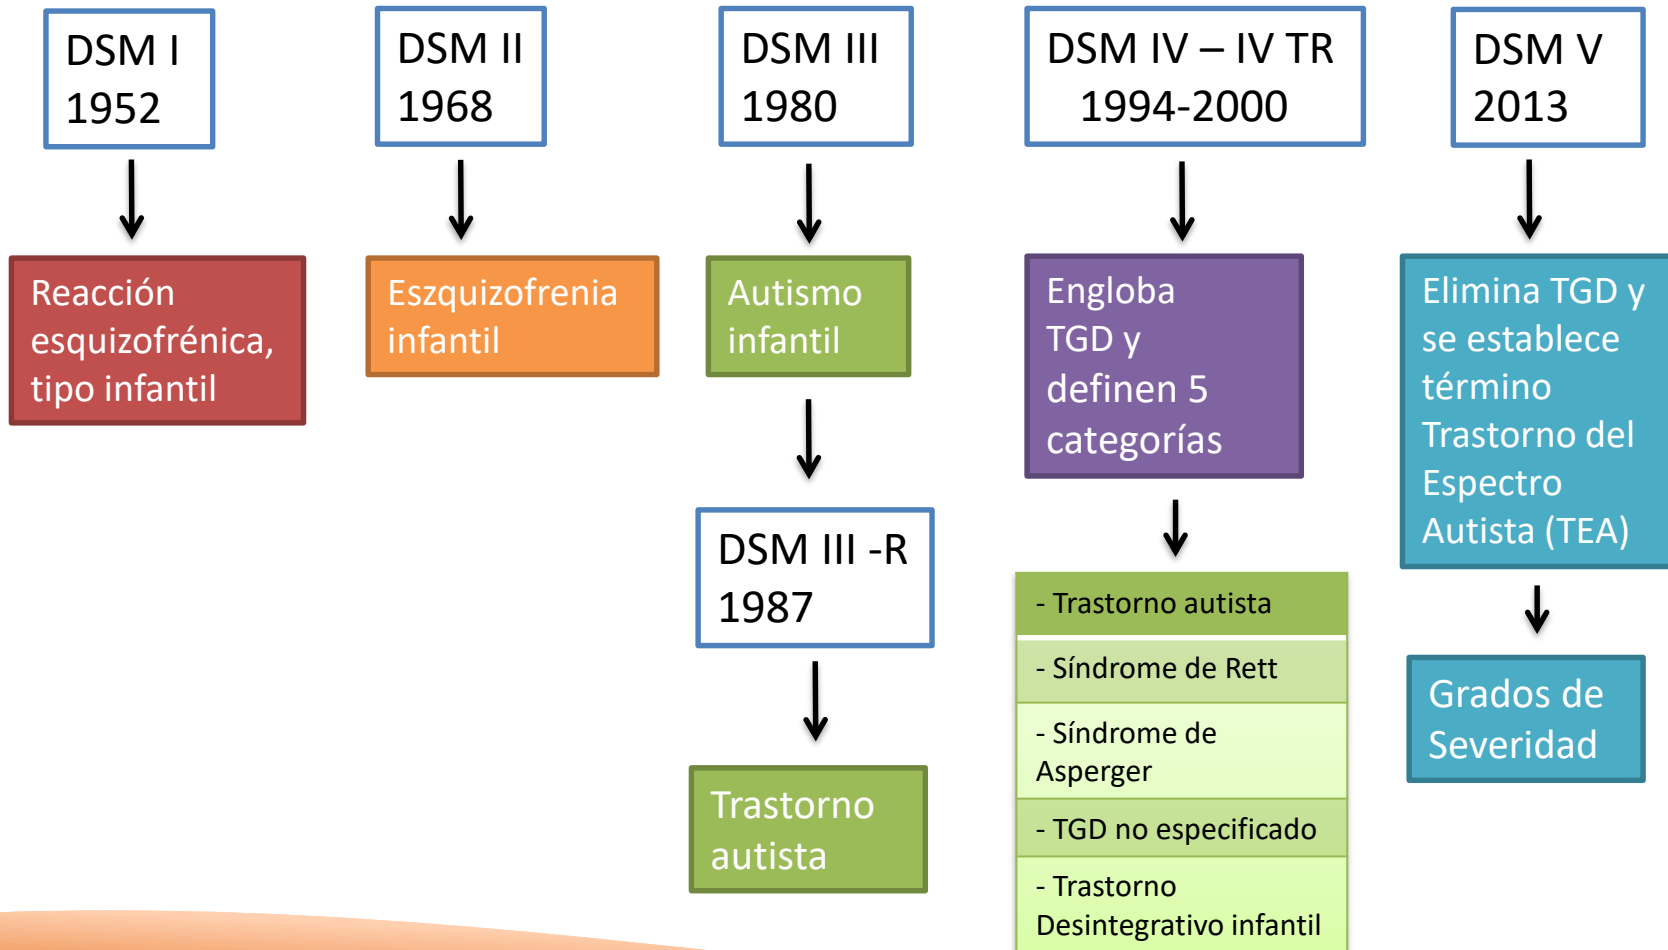 DSM I
1952
DSM II
1968
DSM III
1980
DSM IV – IV TR
1994-2000
DSM V
2013
Reacción
esquizofrénica,
tipo infantil
Eszquizofrenia
infantil
Autismo
infantil
Engloba
TGD y
definen 5
categorías
Elimina TGD y
se establece
término
Trastorno del
Espectro
Autista (TEA)
DSM III -R
1987
Trastorno
autista
- Trastorno autista
- Síndrome de Rett
- Síndrome de
Asperger
- TGD no especificado
- Trastorno
Desintegrativo infantil
Grados de
Severidad